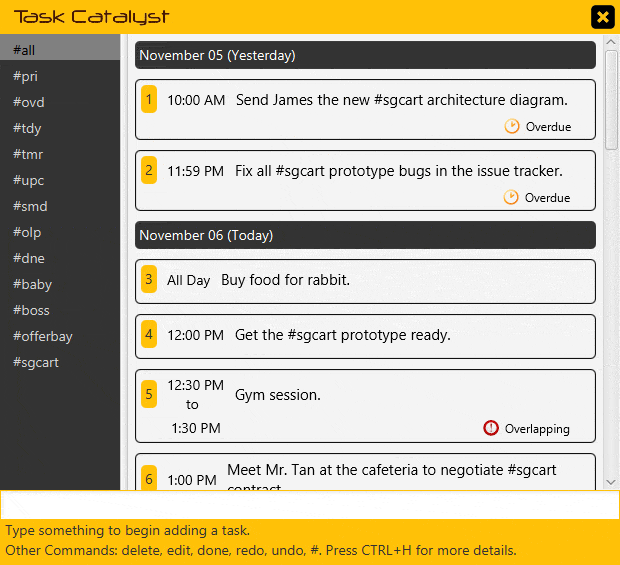 Task Catalyst
#all
#pri
#ovd
#tdy
#tmr
#upc
#smd
#olp
#dne
#baby
#boss
#offerbay
#sgcart
November 05 (Yesterday)
1 10:00 AM Send James the new #sgcart architecture diagram.
Overdue
2 11:59 PM Fix all #sgcart prototype bugs in the issue tracker.
Overdue
November 06 (Today)
3 All Day Buy food for rabbit.
4 12:00 PM Get the #sgcart prototype ready.
5 12:30 PM to 1:30 PM Gym session.
Overlapping
6 1:00 PM Meet Mr. Tan at the cafeteria to negotiate #sgcart
contract.
Type something to begin adding a task.
Other Commands: delete, edit, done, redo, undo, #. Press CTRL+H for more details.